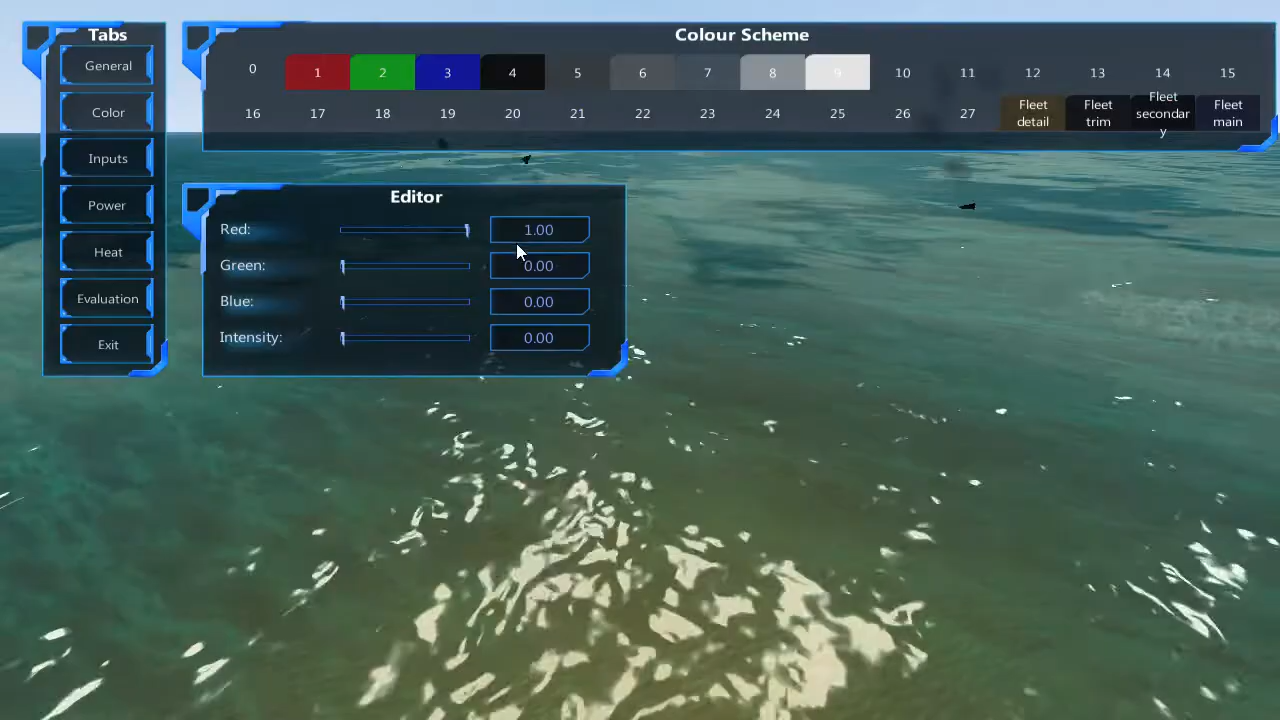 Tabs
General
Color
Inputs
Power
Heat
Evaluation
Exit
Colour Scheme
0 1 2 3 4 5 6 7 8 9 10 11 12 13 14 15
16 17 18 19 20 21 22 23 24 25 26 27
Fleet
detail
Fleet
trim
Fleet
secondar
y
Fleet
main
Editor
Red: 1.00
Green: 0.00
Blue: 0.00
Intensity: 0.00